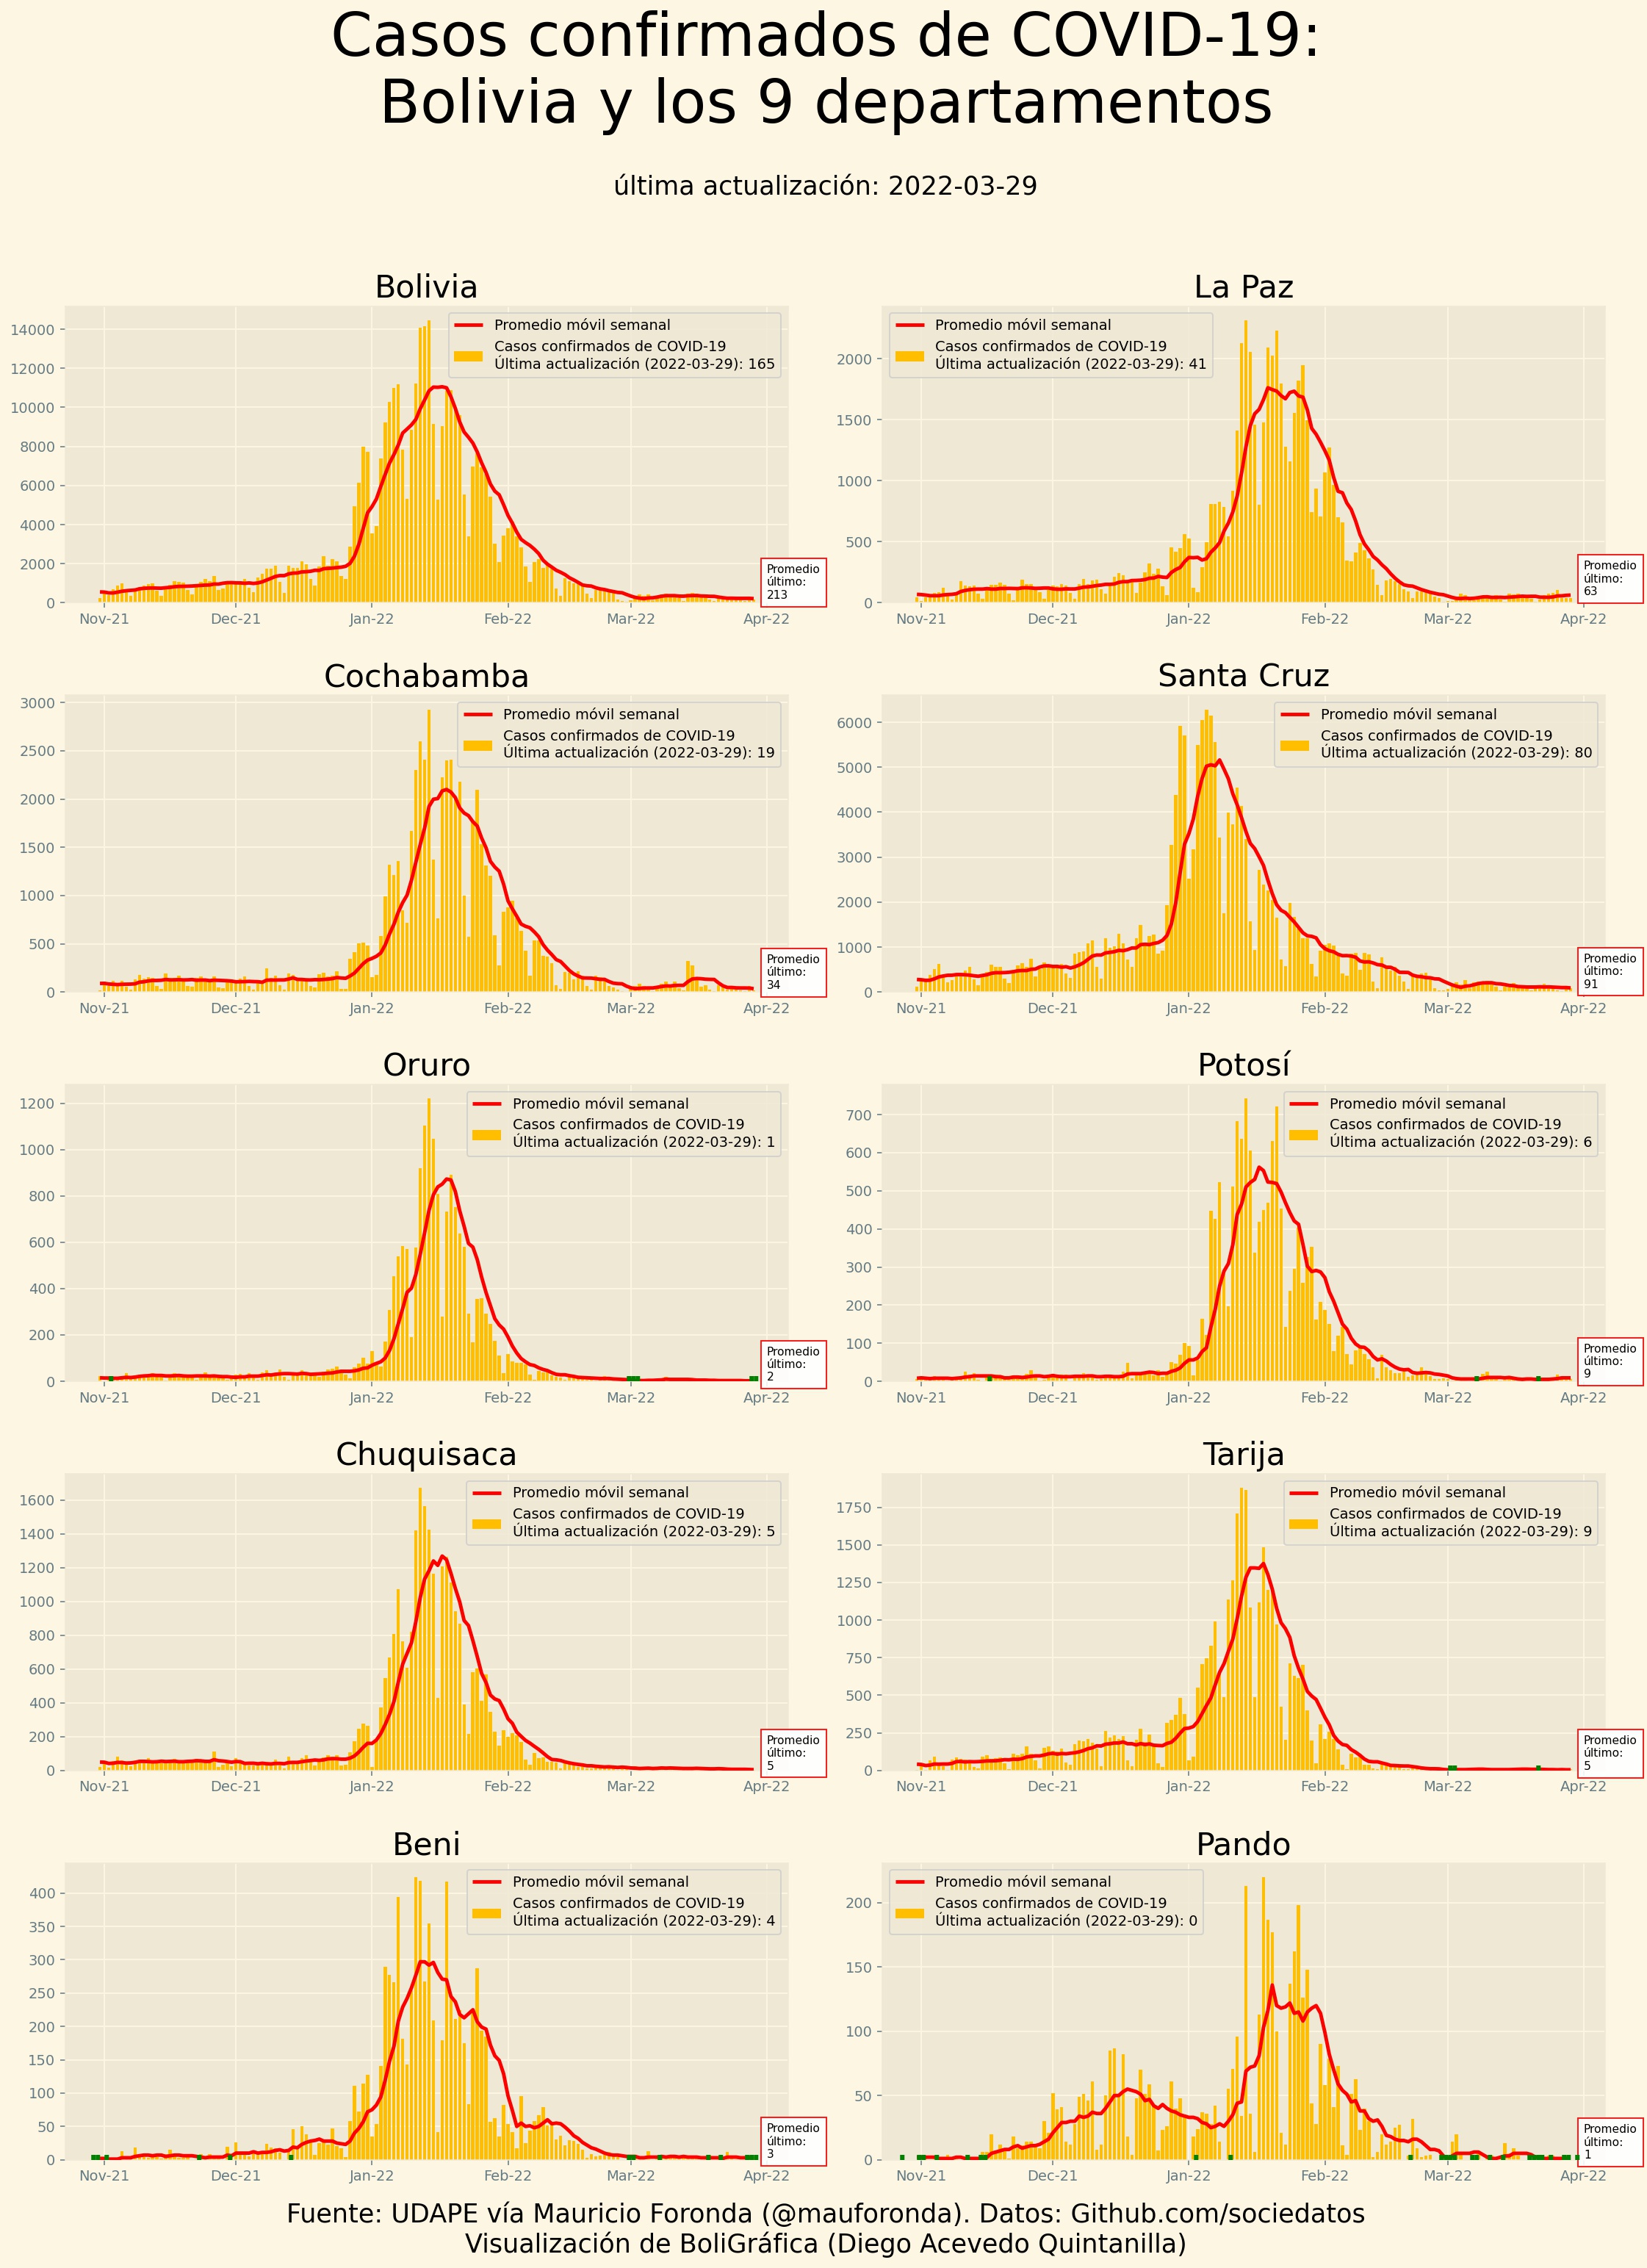 Casos confirmados de COVID-19:
Bolivia y los 9 departamentos
última actualización: 2022-03-29
Bolivia
14000
12000
10000
8000
6000
4000
2000
0
Promedio móvil semanal
Casos confirmados de COVID-19
Última actualización (2022-03-29): 165
Promedio
último:
213
Nov-21 Dec-21 Jan-22 Feb-22 Mar-22 Apr-22
La Paz
2000
1500
1000
500
0
Promedio móvil semanal
Casos confirmados de COVID-19
Última actualización (2022-03-29): 41
Promedio
último:
63
Nov-21 Dec-21 Jan-22 Feb-22 Mar-22 Apr-22
Cochabamba
3000
2500
2000
1500
1000
500
0
Promedio móvil semanal
Casos confirmados de COVID-19
Última actualización (2022-03-29): 19
Promedio
último:
34
Nov-21 Dec-21 Jan-22 Feb-22 Mar-22 Apr-22
Santa Cruz
6000
5000
4000
3000
2000
1000
0
Promedio móvil semanal
Casos confirmados de COVID-19
Última actualización (2022-03-29): 80
Promedio
último:
91
Nov-21 Dec-21 Jan-22 Feb-22 Mar-22 Apr-22
Oruro
1200
1000
800
600
400
200
0
Promedio móvil semanal
Casos confirmados de COVID-19
Última actualización (2022-03-29): 1
Promedio
último:
2
Nov-21 Dec-21 Jan-22 Feb-22 Mar-22 Apr-22
Potosí
700
600
500
400
300
200
100
0
Promedio móvil semanal
Casos confirmados de COVID-19
Última actualización (2022-03-29): 6
Promedio
último:
9
Nov-21 Dec-21 Jan-22 Feb-22 Mar-22 Apr-22
Chuquisaca
1600
1400
1200
1000
800
600
400
200
0
Promedio móvil semanal
Casos confirmados de COVID-19
Última actualización (2022-03-29): 5
Promedio
último:
5
Nov-21 Dec-21 Jan-22 Feb-22 Mar-22 Apr-22
Tarija
1750
1500
1250
1000
750
500
250
0
Promedio móvil semanal
Casos confirmados de COVID-19
Última actualización (2022-03-29): 9
Promedio
último:
5
Nov-21 Dec-21 Jan-22 Feb-22 Mar-22 Apr-22
Beni
400
350
300
250
200
150
100
50
0
Promedio móvil semanal
Casos confirmados de COVID-19
Última actualización (2022-03-29): 4
Promedio
último:
3
Nov-21 Dec-21 Jan-22 Feb-22 Mar-22 Apr-22
Pando
200
150
100
50
0
Promedio móvil semanal
Casos confirmados de COVID-19
Última actualización (2022-03-29): 0
Promedio
último:
1
Nov-21 Dec-21 Jan-22 Feb-22 Mar-22 Apr-22
Fuente: UDAPE vía Mauricio Foronda (@mauforonda). Datos: Github.com/sociedatos
Visualización de BoliGráfica (Diego Acevedo Quintanilla)